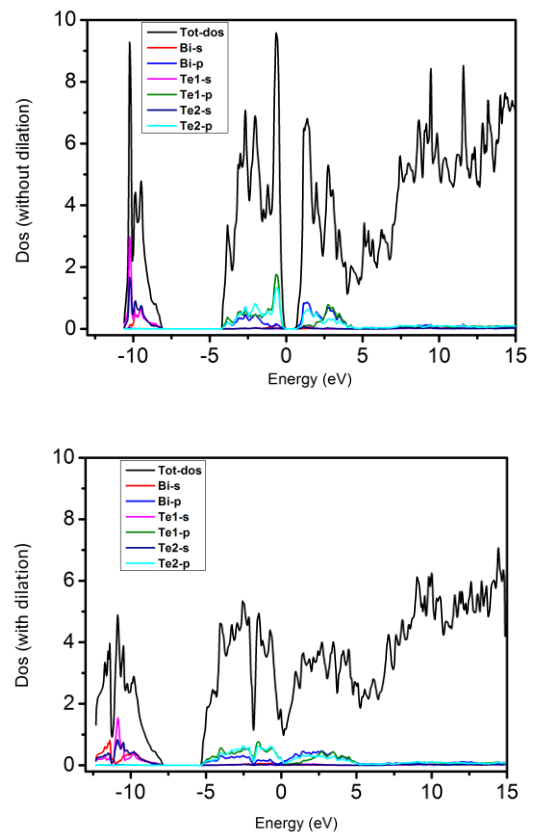 10
8
6
4
2
0
Dos (without dilation)
Tot-dos
Bi-s
Bi-p
Te1-s
Te1-p
Te2-s
Te2-p
-10 -5 0 5 10 15
Energy (eV)
10
8
6
4
2
0
Dos (with dilation)
Tot-dos
Bi-s
Bi-p
Te1-s
Te1-p
Te2-s
Te2-p
-10 -5 0 5 10 15
Energy (eV)